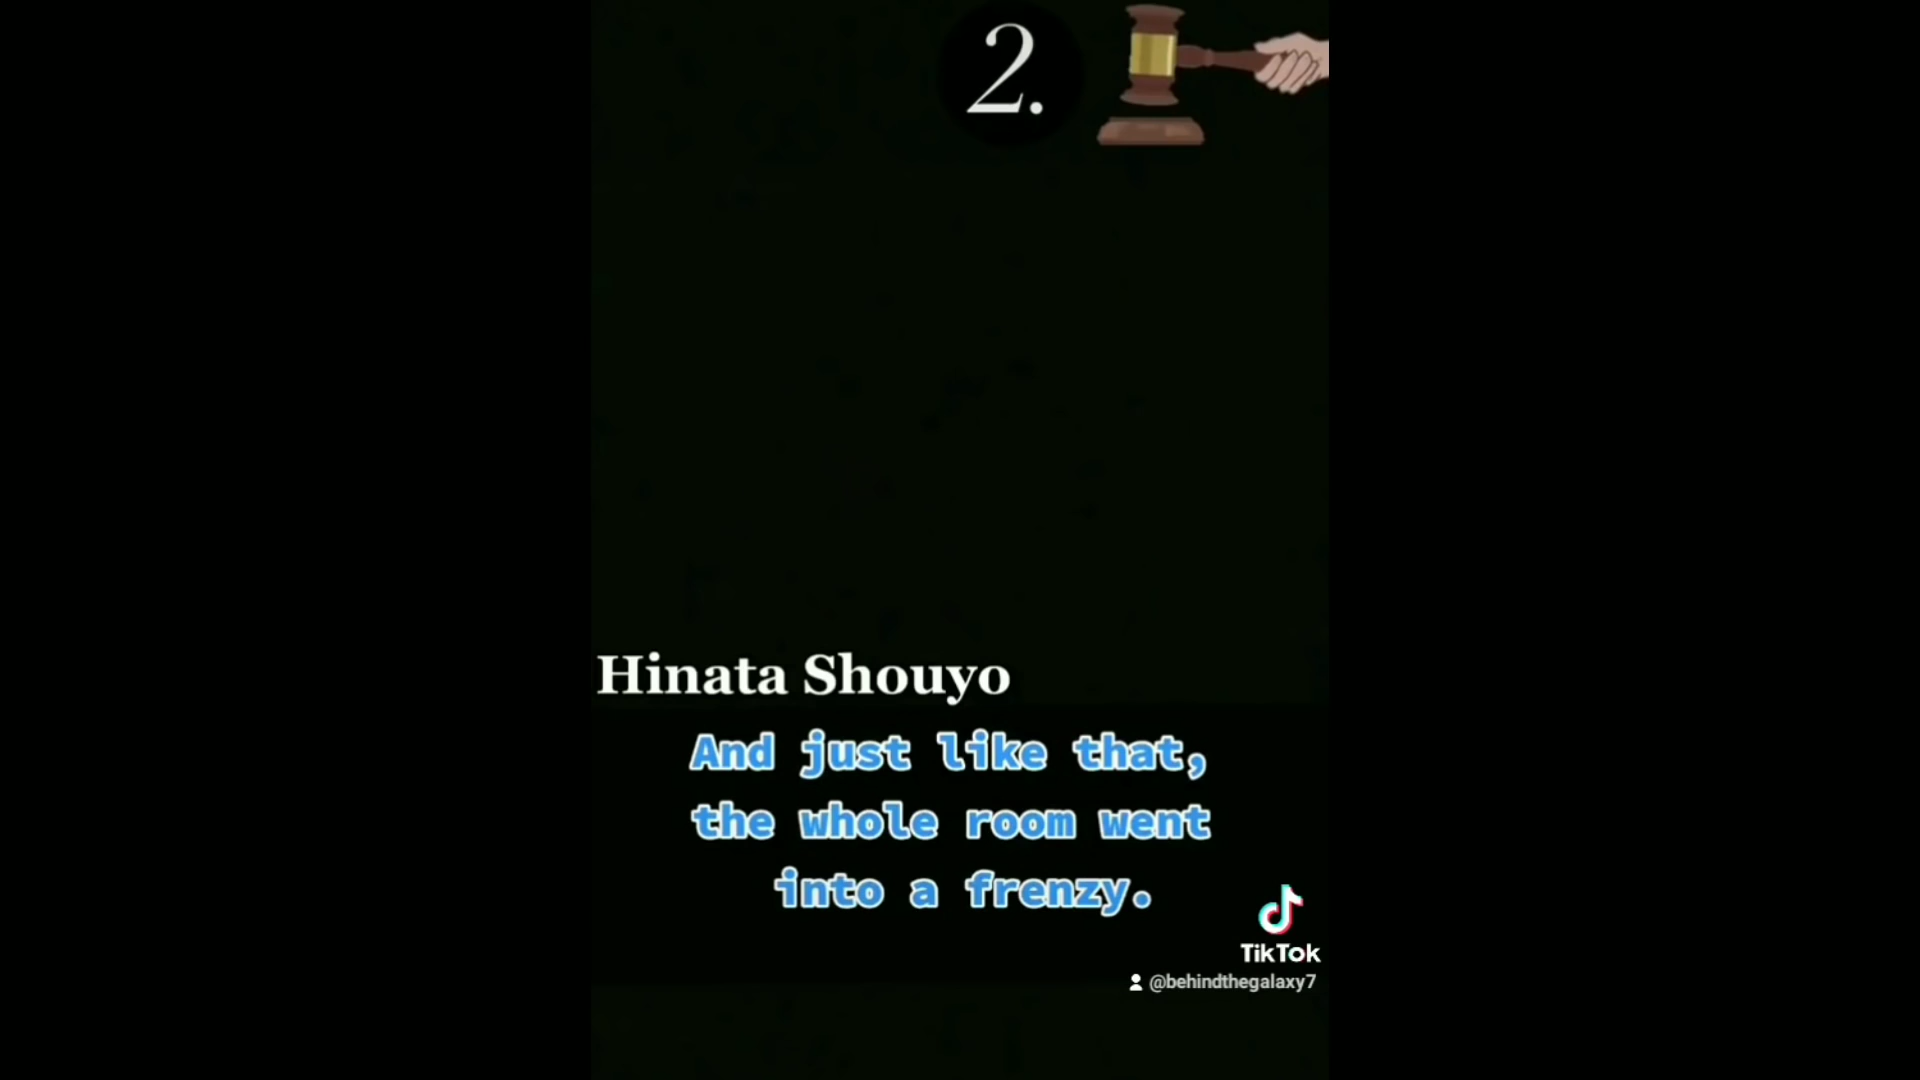 2.
Hinata Shouyo
And just like that,
the whole room went
into a frenzy.
TikTok
@behindthegalaxy7